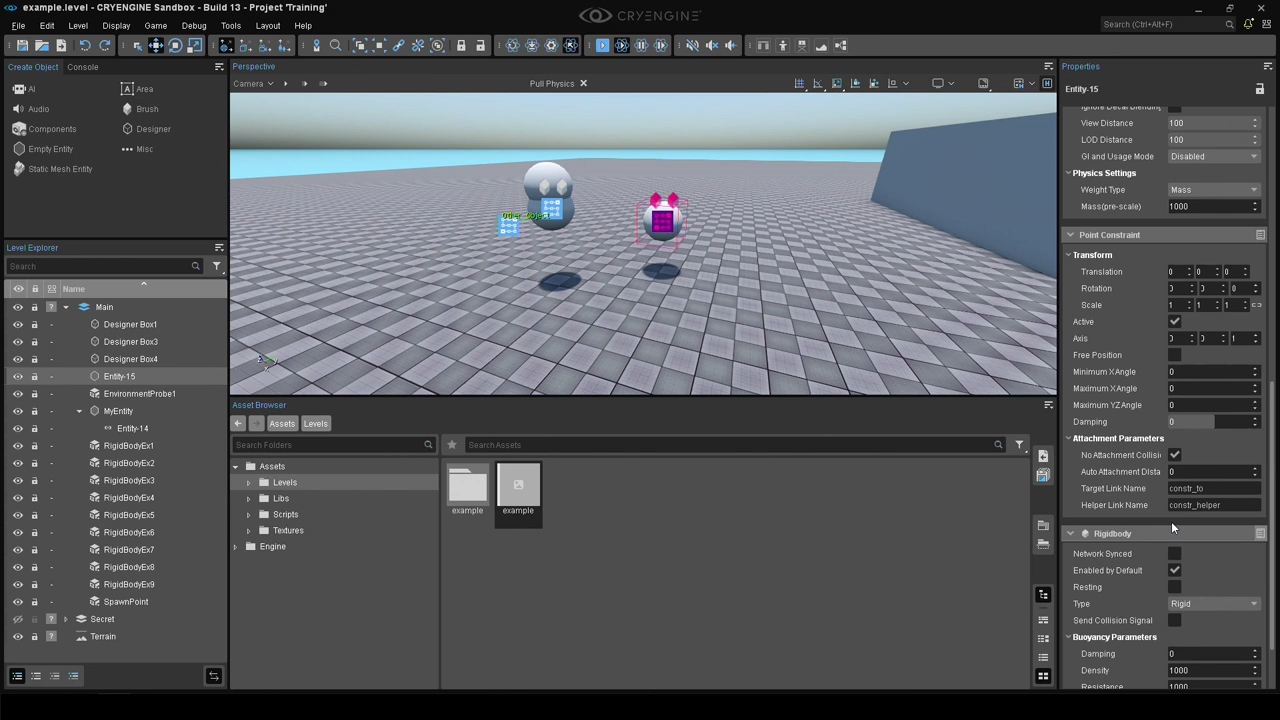 example.level - CRYENGINE Sandbox - Build 13 - Project 'Training'
CRYENGINE
File Edit Level Display Game Debug Tools Layout Help
Search (Ctrl+Alt+F)
Create Object Console
AI Area
Audio Brush
Components Designer
Empty Entity Misc
Static Mesh Entity
Level Explorer
Search
Name
? Main
Designer Box1
Designer Box3
Designer Box4
Entity-15
EnvironmentProbe1
MyEntity
Entity-14
RigidBodyEx1
RigidBodyEx2
RigidBodyEx3
RigidBodyEx4
RigidBodyEx5
RigidBodyEx6
RigidBodyEx7
RigidBodyEx8
RigidBodyEx9
SpawnPoint
? Secret
? Terrain
Perspective
Camera
Pull Physics
Asset Browser
Assets Levels
Search Folders
Search Assets
Assets
Levels
Libs
Scripts
Textures
Engine
example
example
Properties
Entity-15
Ignore Decal Blending
View Distance 100
LOD Distance 100
GI and Usage Mode Disabled
Physics Settings
Weight Type Mass
Mass(pre-scale) 1000
Point Constraint
Transform
Translation 0 0 0
Rotation 0 0 0
Scale 1 1 1
Active
Axis 0 0 1
Free Position
Minimum X Angle 0
Maximum X Angle 0
Maximum YZ Angle 0
Damping 0
Attachment Parameters
No Attachment Collisi
Auto Attachment Dista 0
Target Link Name constr_to
Helper Link Name constr_helper
Rigidbody
Network Synced
Enabled by Default
Resting
Type Rigid
Send Collision Signal
Buoyancy Parameters
Damping 0
Density 1000
Resistance 1000